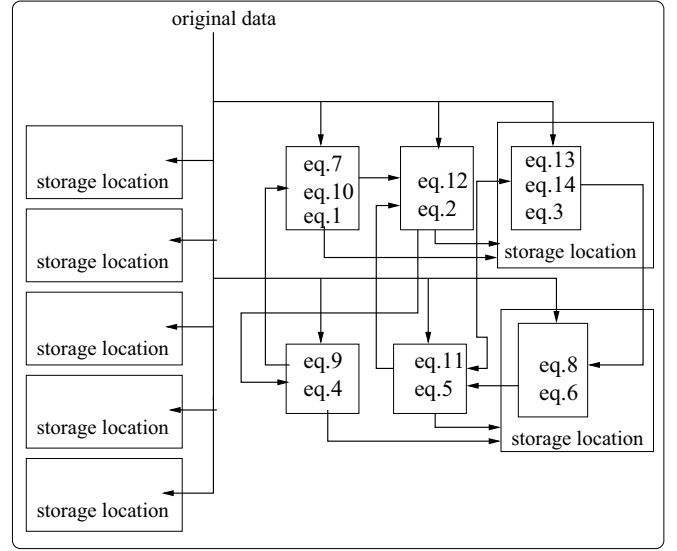 original data
storage location
storage location
storage location
storage location
storage location
eq.7
eq.10
eq.1
eq.12
eq.2
eq.13
eq.14
eq.3
storage location
eq.9
eq.4
eq.11
eq.5
eq.8
eq.6
storage location